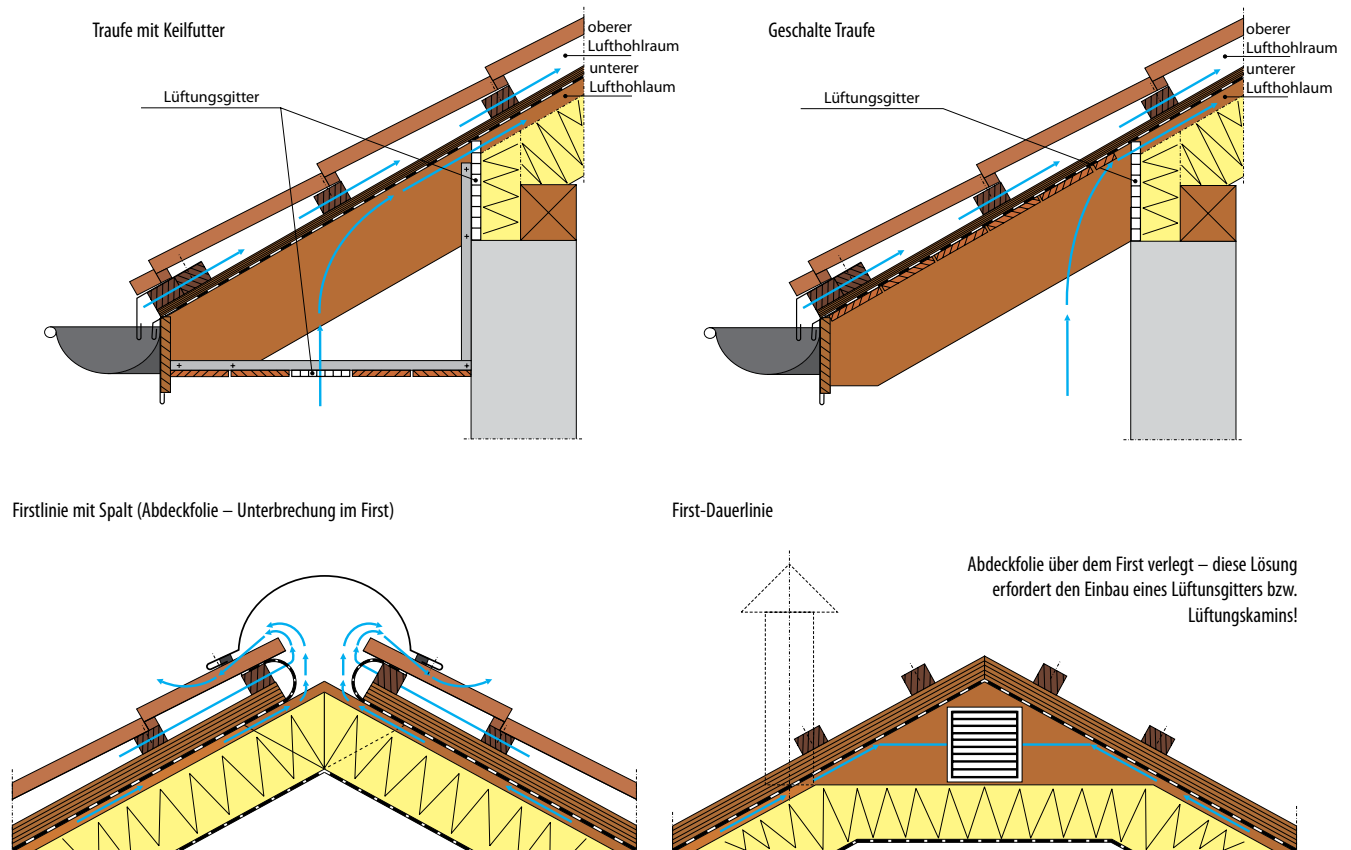 Traufe mit Keilfutter
oberer
Lufthohlraum
unterer
Lufthohlaum
Lüftungsgitter
Geschalte Traufe
oberer
Lufthohlraum
unterer
Lufthohlaum
Lüftungsgitter
Firstlinie mit Spalt (Abdeckfolie – Unterbrechung im First)
First-Dauerlinie
Abdeckfolie über dem First verlegt – diese Lösung
erfordert den Einbau eines Lüftunsgitters bzw.
Lüftungskamins!